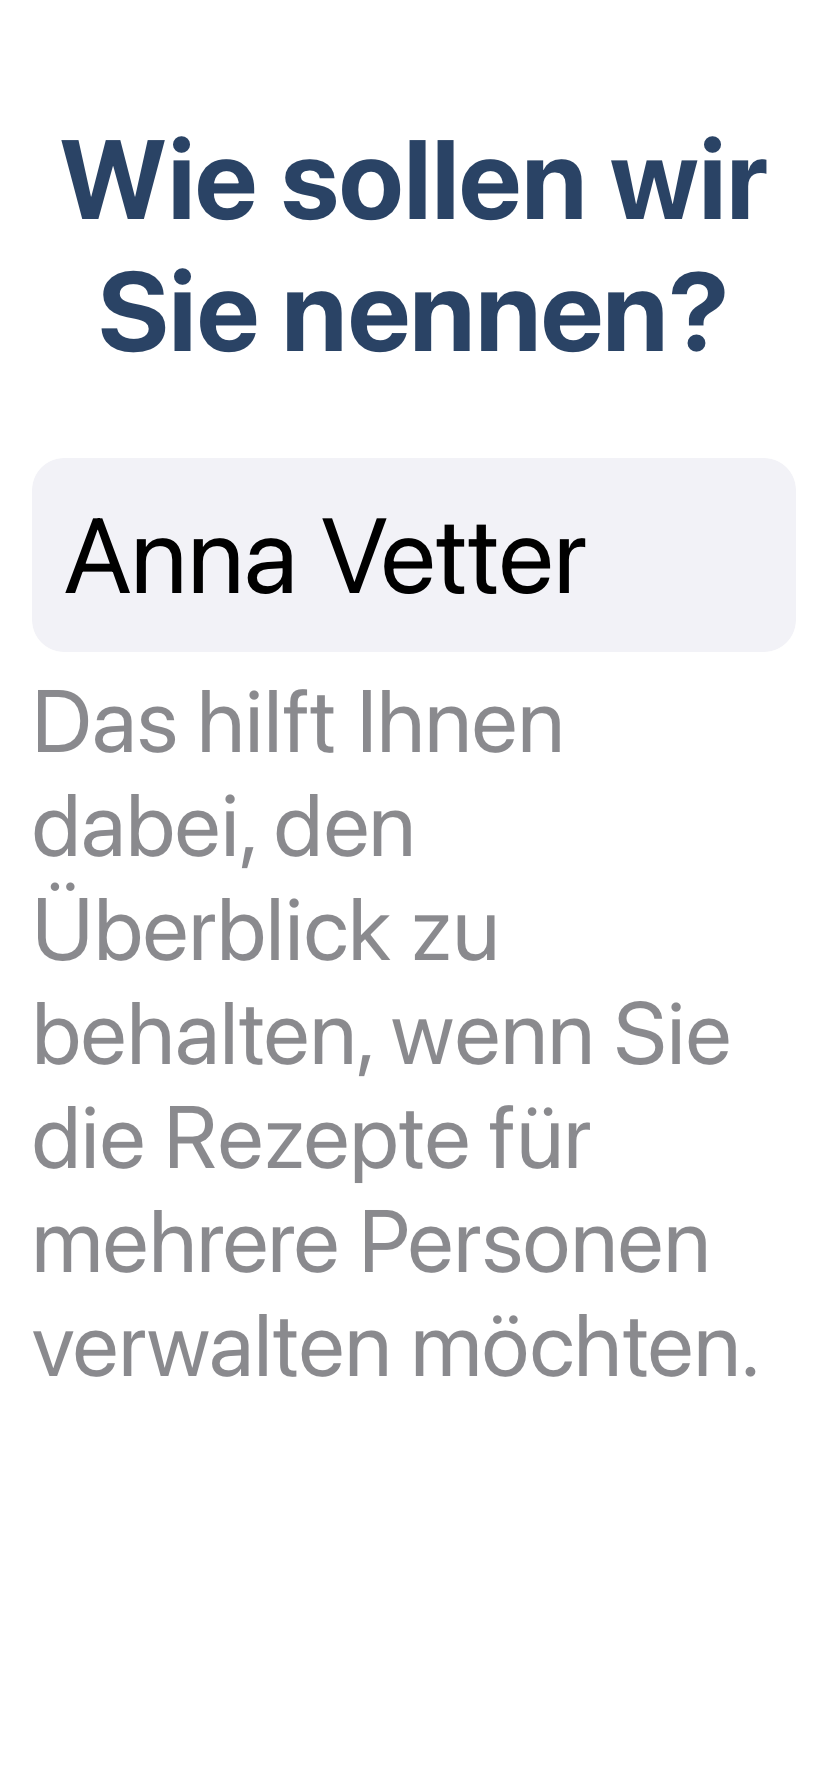 Wie sollen wir
Sie nennen?
Anna Vetter
Das hilft Ihnen
dabei, den
Überblick zu
behalten, wenn Sie
die Rezepte für
mehrere Personen
verwalten möchten.